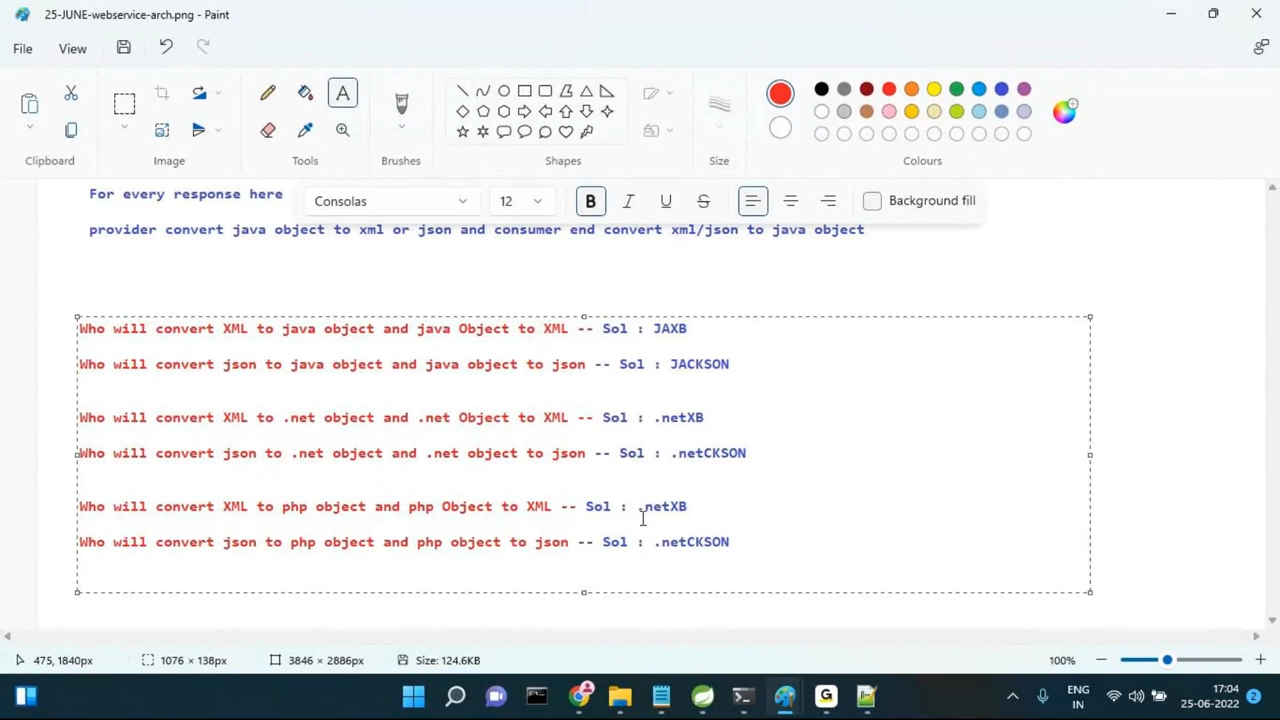 25-JUNE-webservice-arch.png - Paint
File View
Clipboard Image Tools Brushes Shapes Size Colours
For every response here
Consolas 12 B I U S Background fill
provider convert java object to xml or json and consumer end convert xml/json to java object
Who will convert XML to java object and java Object to XML -- Sol : JAXB
Who will convert json to java object and java object to json -- Sol : JACKSON
Who will convert XML to .net object and .net Object to XML -- Sol : .netXB
Who will convert json to .net object and .net object to json -- Sol : .netCKSON
Who will convert XML to php object and php Object to XML -- Sol : .netXB
Who will convert json to php object and php object to json -- Sol : .netCKSON
475, 1840px 1076 × 138px 3846 × 2886px Size: 124.6KB 100%
ENG 17:04
IN 25-06-2022 2